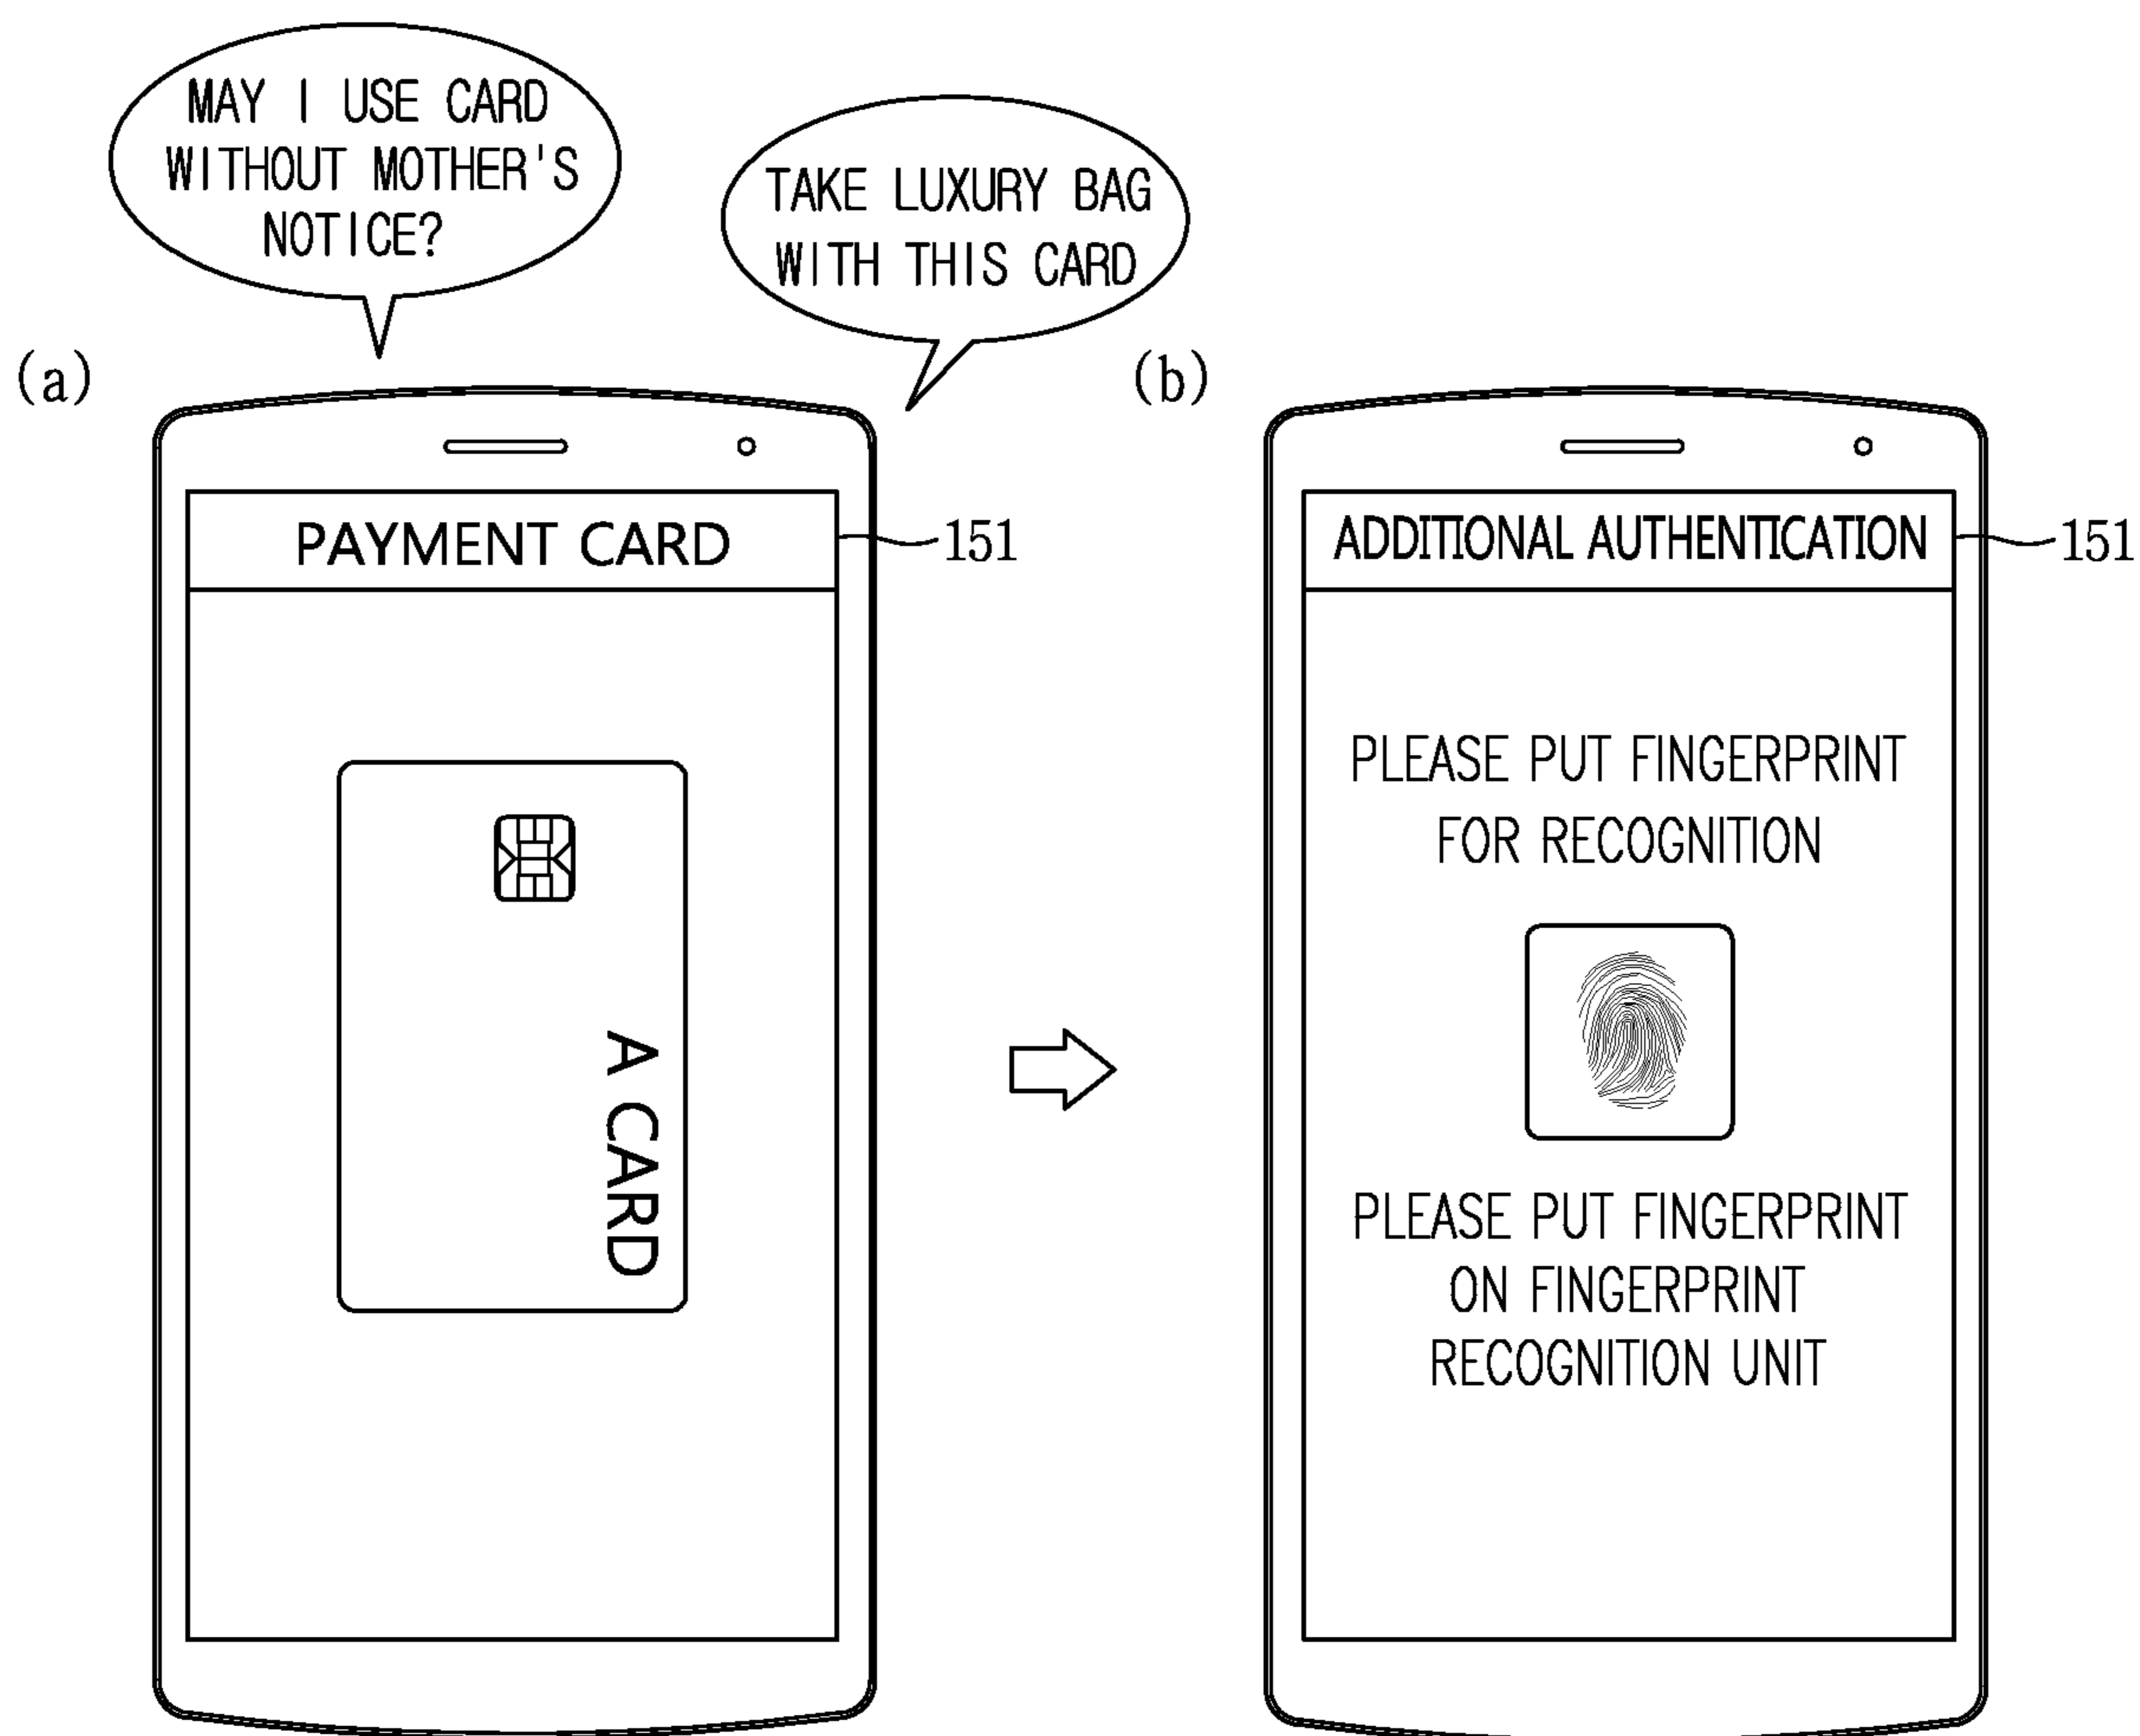 MAY I USE CARD
WITHOUT MOTHER'S
NOTICE?
TAKE LUXURY BAG
WITH THIS CARD
(a)
PAYMENT CARD
151
A CARD
(b)
ADDITIONAL AUTHENTICATION
151
PLEASE PUT FINGERPRINT
FOR RECOGNITION
PLEASE PUT FINGERPRINT
ON FINGERPRINT
RECOGNITION UNIT